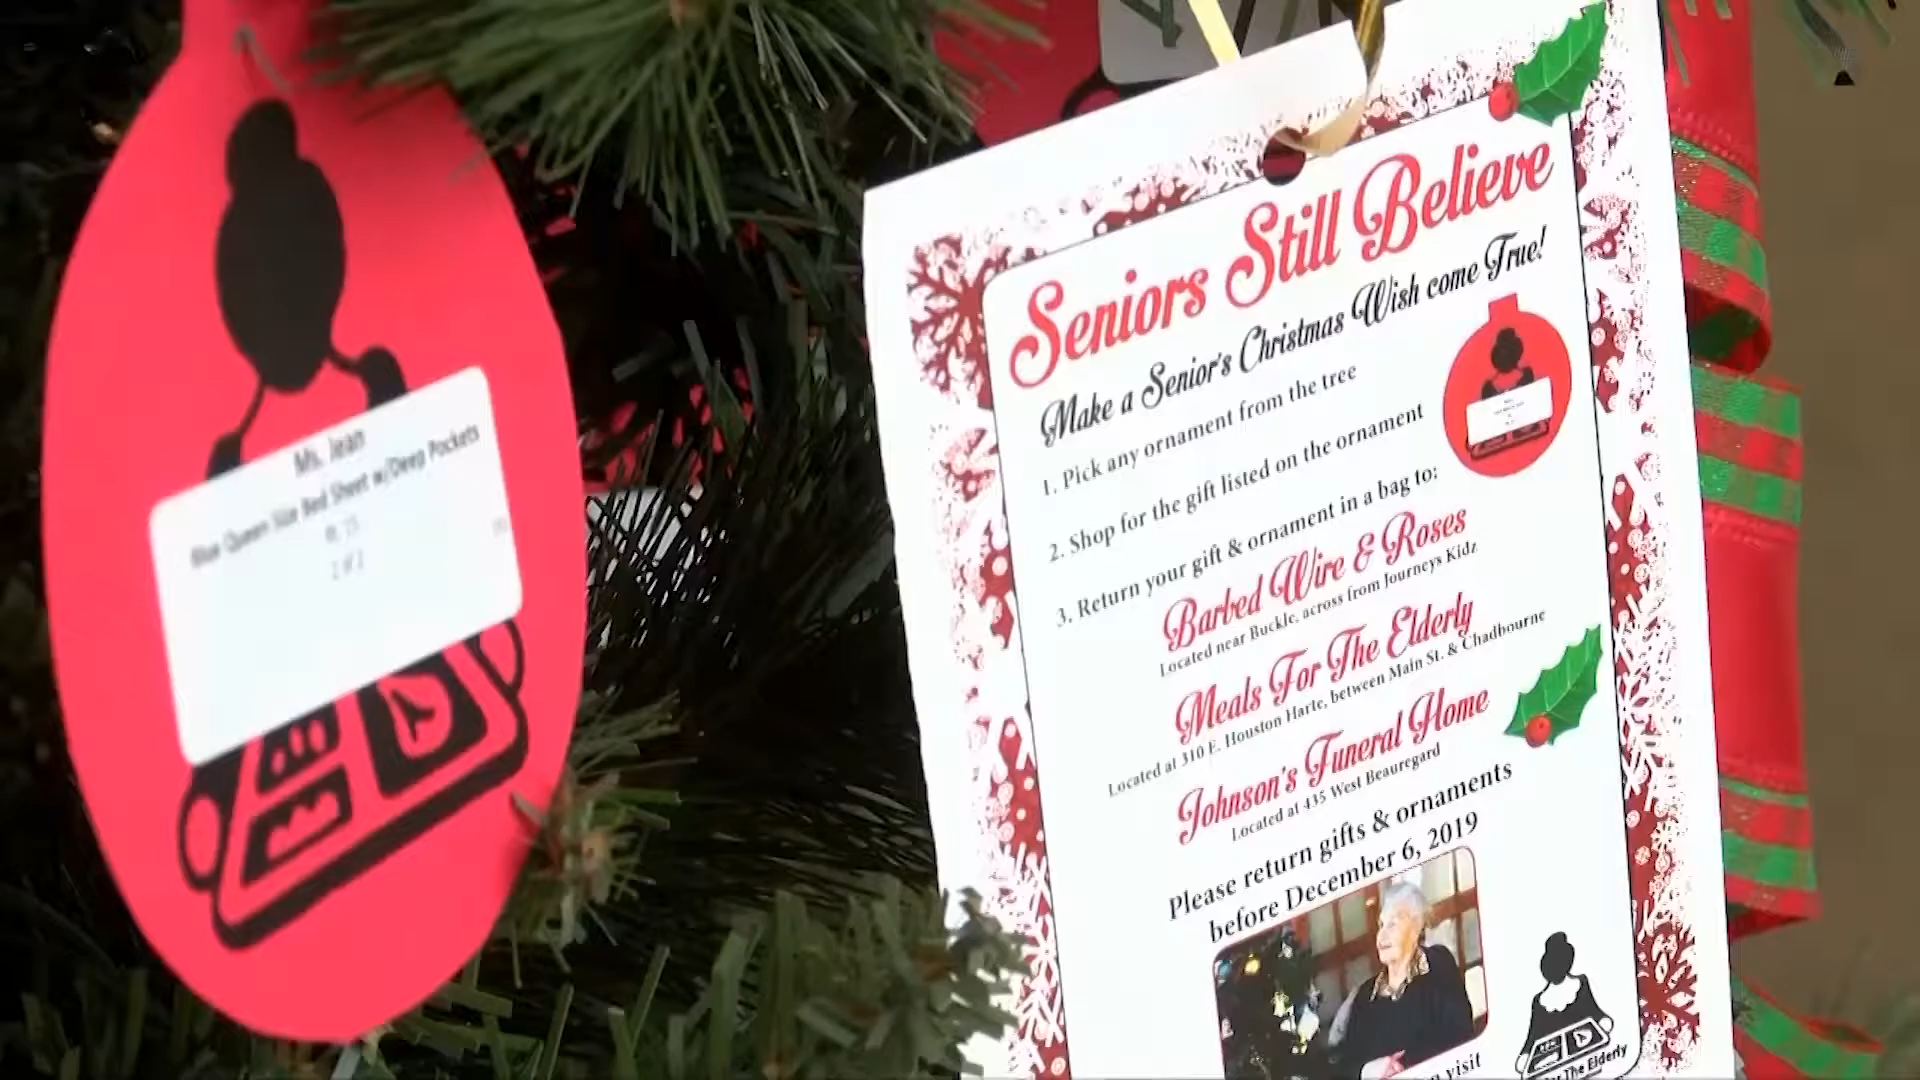 Ms. Jean
Blue Queen Size Bed Sheet w/Deep Pockets
Seniors Still Believe
Make a Senior's Christmas Wish come True!
1. Pick any ornament from the tree
2. Shop for the gift listed on the ornament
3. Return your gift & ornament in a bag to:
Barbed Wire & Roses
Located near Buckle, across from Journeys Kidz
Meals For The Elderly
Located at 310 E. Houston Harte, between Main St. & Chadbourne
Johnson's Funeral Home
Located at 435 West Beauregard
Please return gifts & ornaments
before December 6, 2019
visit
The Elderly